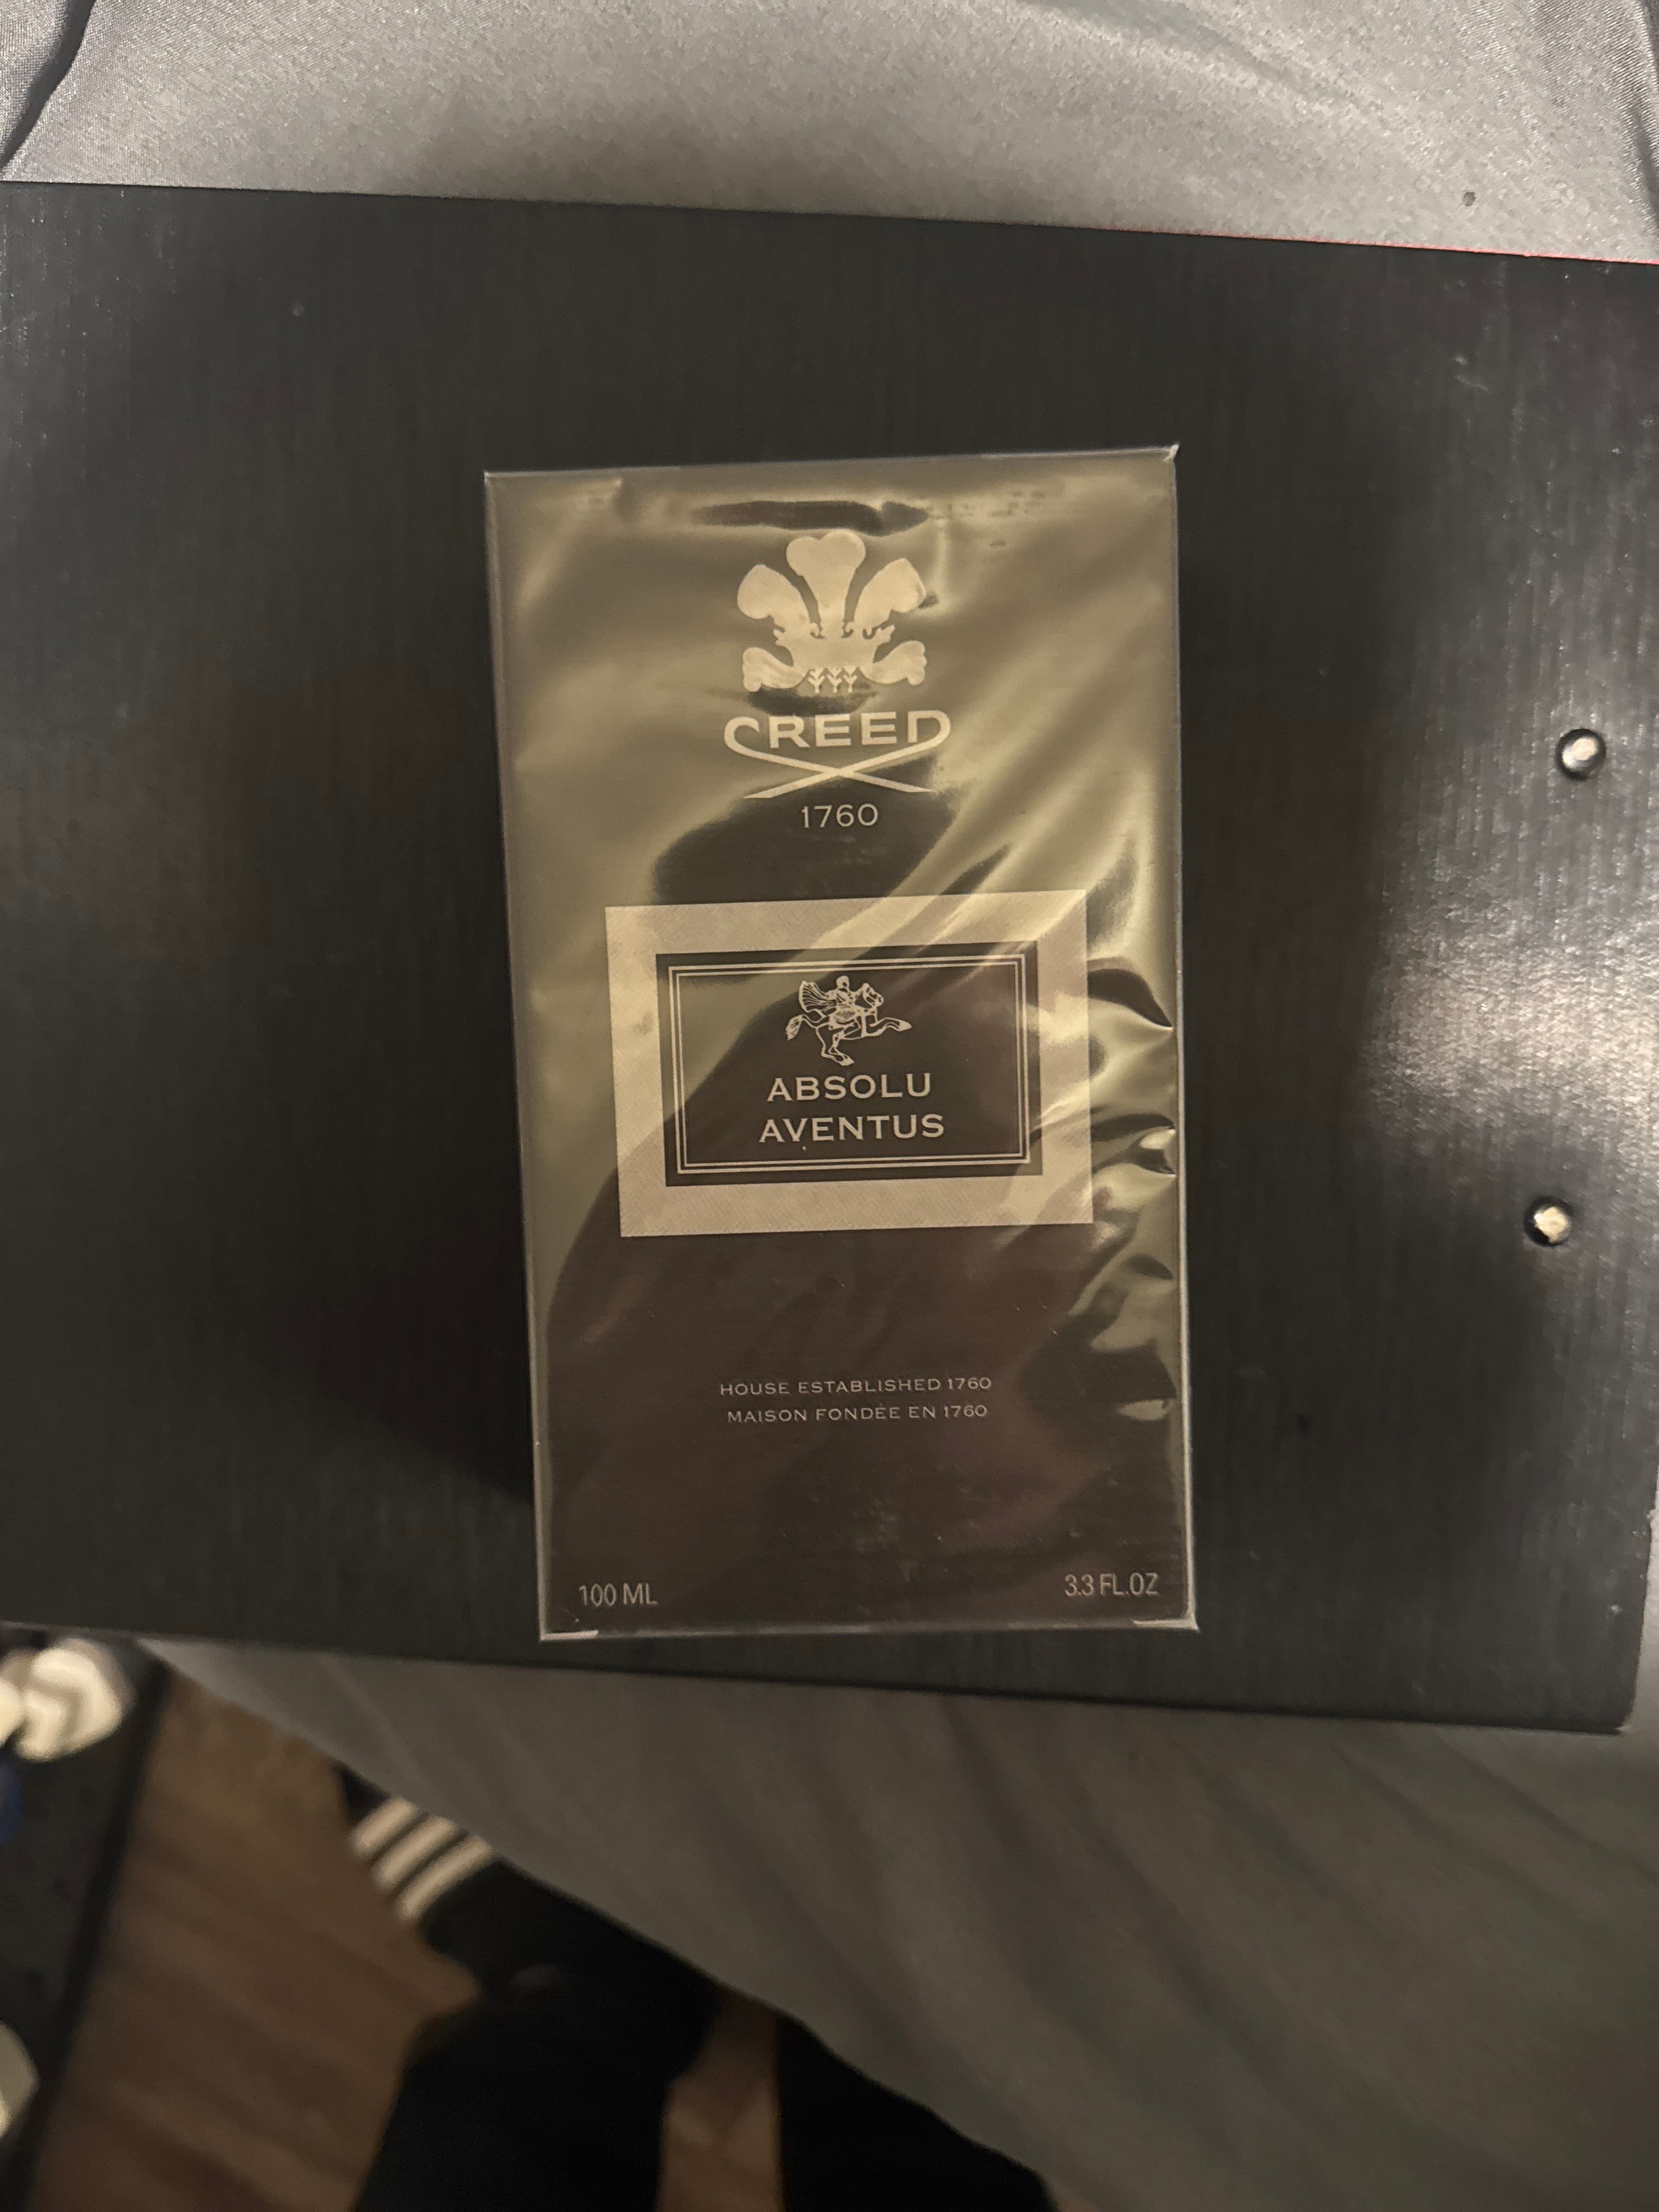 CREED
1760
ABSOLU
AVENTUS
HOUSE ESTABLISHED 1760
MAISON FONDÉE EN 1760
100 ML
3.3 FL.OZ